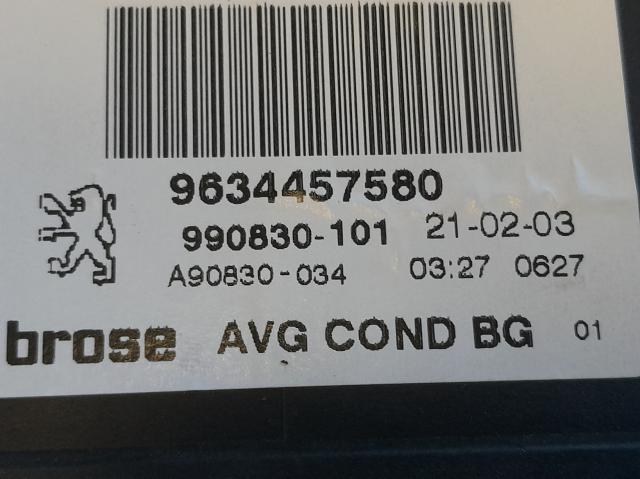 9634457580
990830-101 21-02-03
A90830-034 03:27 0627
brose AVG COND BG 01